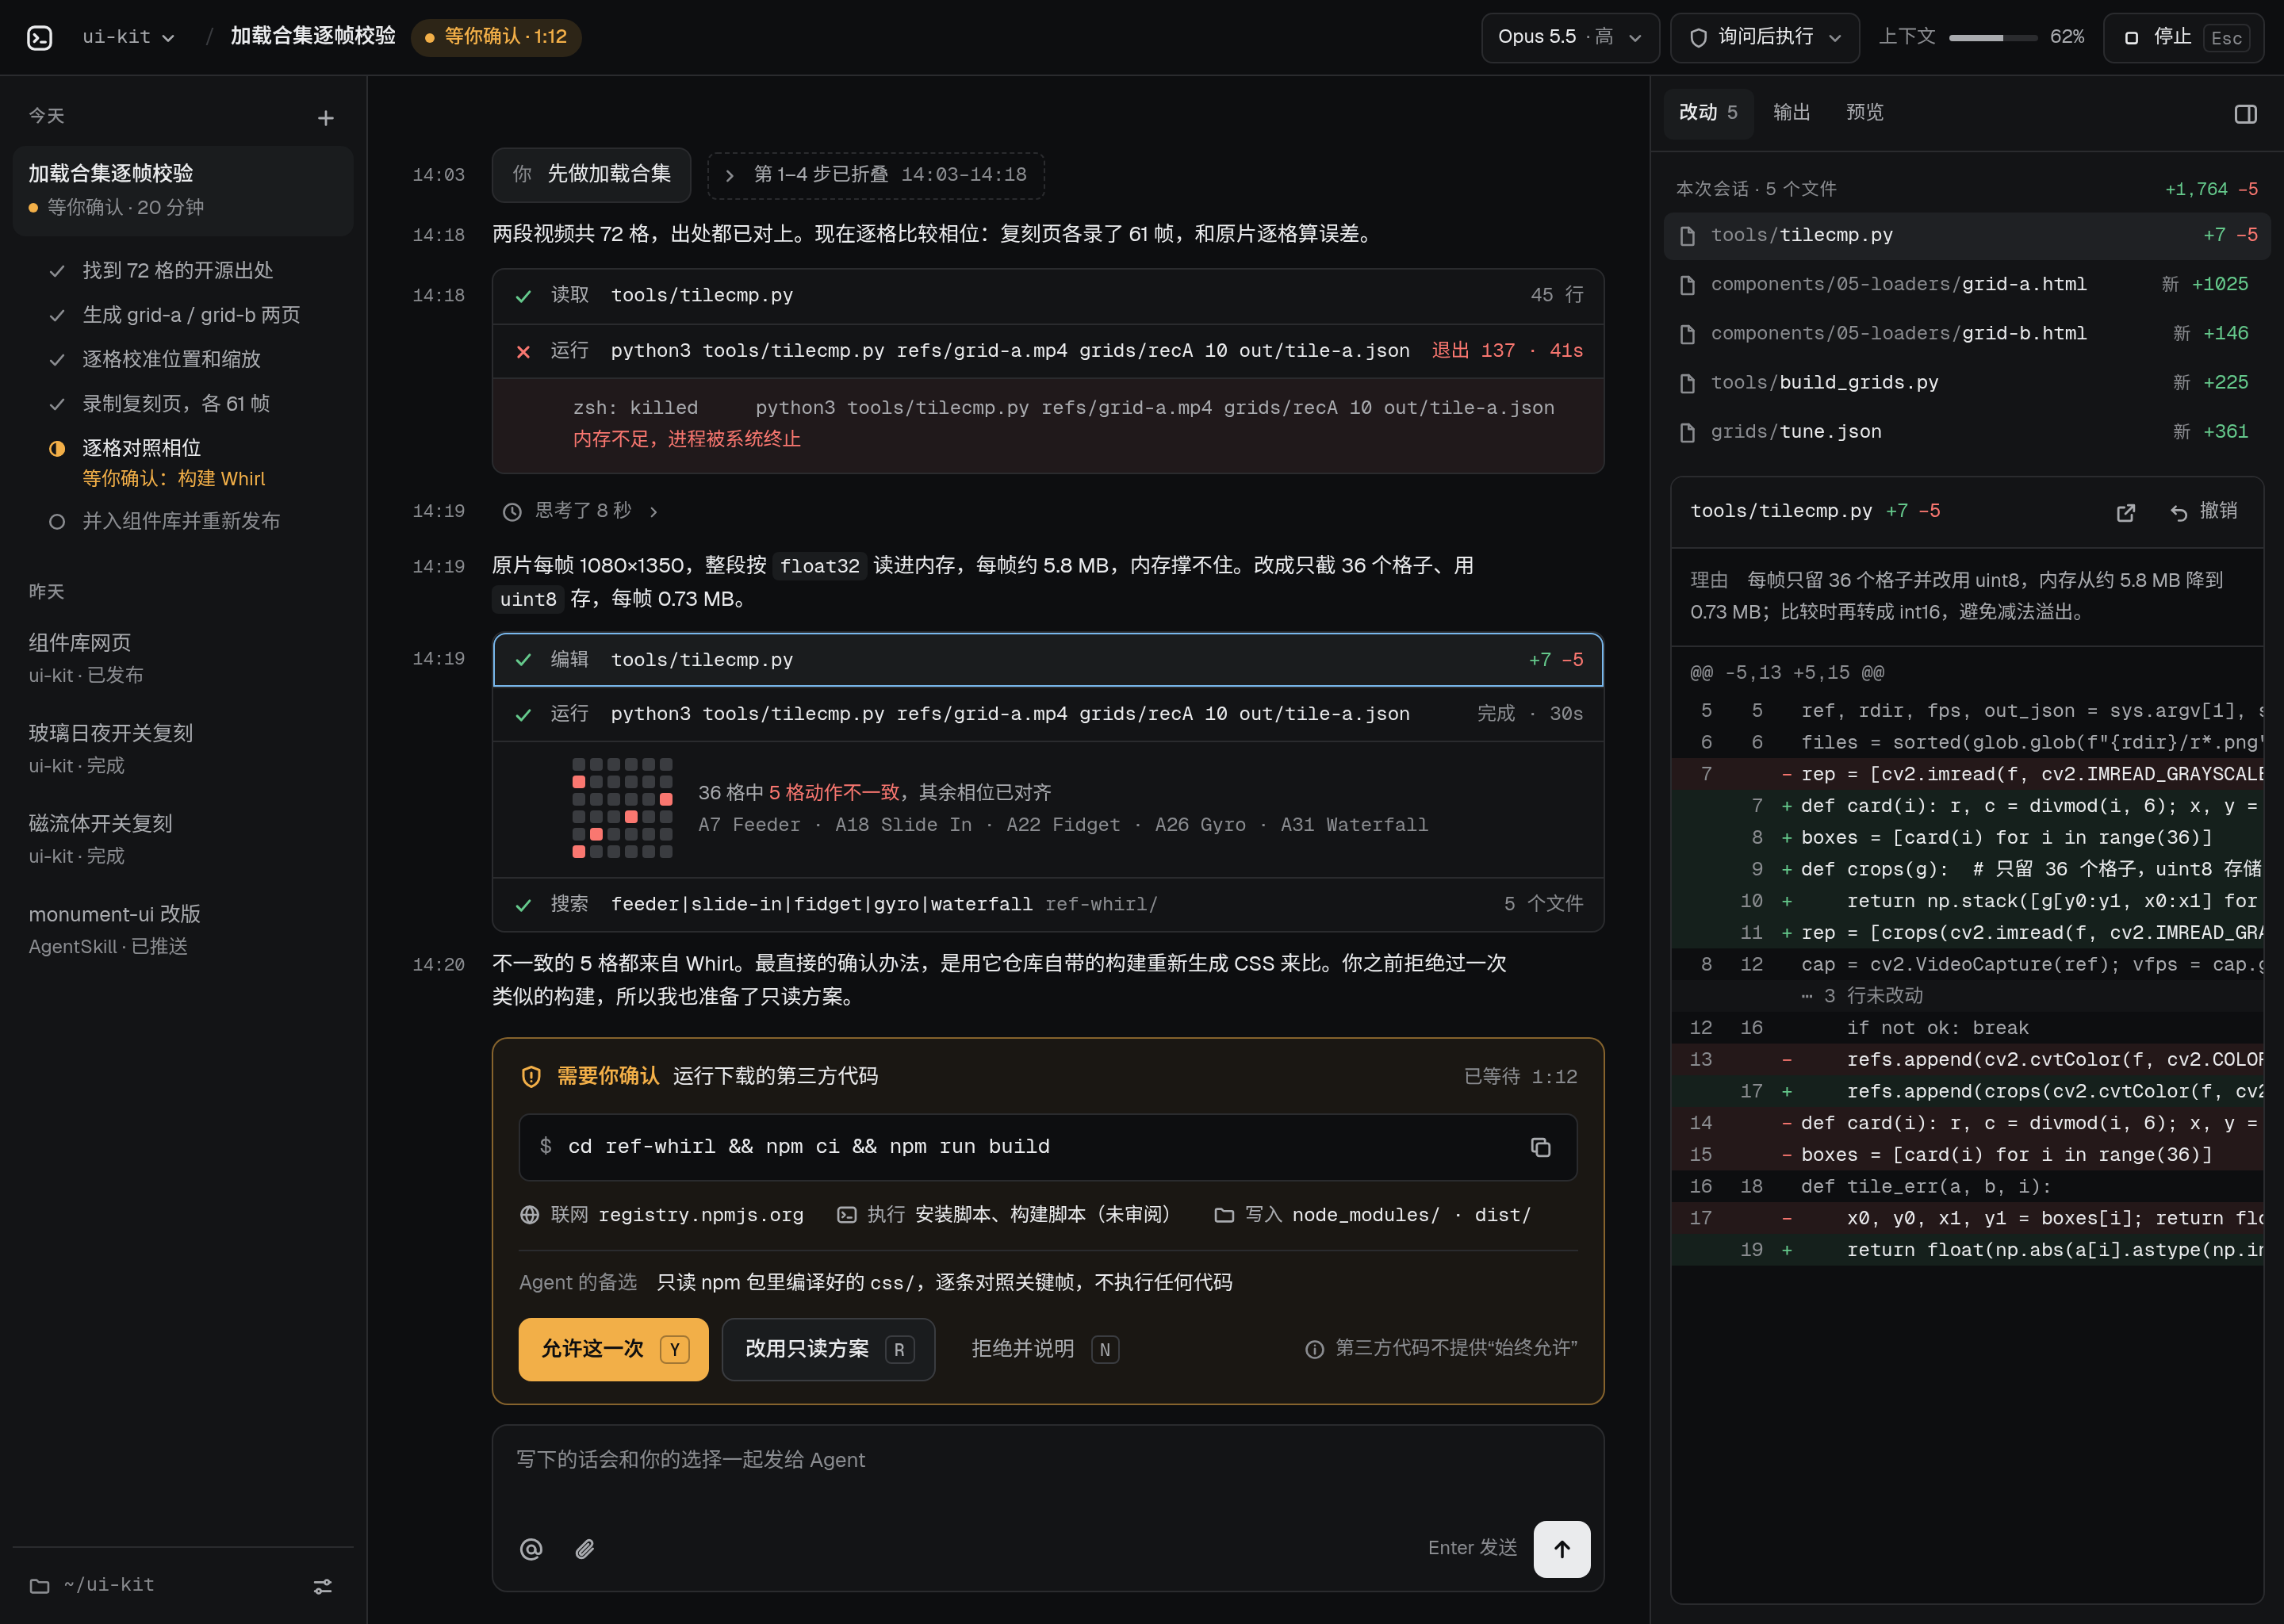 ui-kit / 加载合集逐帧校验 等你确认 · 1:12
Opus 5.5 · 高 询问后执行 上下文 62% 停止 Esc
今天
加载合集逐帧校验
等你确认 · 20 分钟
找到 72 格的开源出处
生成 grid-a / grid-b 两页
逐格校准位置和缩放
录制复刻页，各 61 帧
逐格对照相位
等你确认：构建 Whirl
并入组件库并重新发布
昨天
组件库网页
ui-kit · 已发布
玻璃日夜开关复刻
ui-kit · 完成
磁流体开关复刻
ui-kit · 完成
monument-ui 改版
AgentSkill · 已推送
~/ui-kit
14:03 你 先做加载合集 第 1–4 步已折叠 14:03–14:18
14:18 两段视频共 72 格，出处都已对上。现在逐格比较相位：复刻页各录了 61 帧，和原片逐格算误差。
14:18 读取 tools/tilecmp.py 45 行
运行 python3 tools/tilecmp.py refs/grid-a.mp4 grids/recA 10 out/tile-a.json 退出 137 · 41s
zsh: killed python3 tools/tilecmp.py refs/grid-a.mp4 grids/recA 10 out/tile-a.json
内存不足，进程被系统终止
14:19 思考了 8 秒
14:19 原片每帧 1080×1350，整段按 float32 读进内存，每帧约 5.8 MB，内存撑不住。改成只截 36 个格子、用
uint8 存，每帧 0.73 MB。
14:19 编辑 tools/tilecmp.py +7 −5
运行 python3 tools/tilecmp.py refs/grid-a.mp4 grids/recA 10 out/tile-a.json 完成 · 30s
36 格中 5 格动作不一致，其余相位已对齐
A7 Feeder · A18 Slide In · A22 Fidget · A26 Gyro · A31 Waterfall
搜索 feeder|slide-in|fidget|gyro|waterfall ref-whirl/ 5 个文件
14:20 不一致的 5 格都来自 Whirl。最直接的确认办法，是用它仓库自带的构建重新生成 CSS 来比。你之前拒绝过一次
类似的构建，所以我也准备了只读方案。
需要你确认 运行下载的第三方代码 已等待 1:12
$ cd ref-whirl && npm ci && npm run build
联网 registry.npmjs.org 执行 安装脚本、构建脚本（未审阅） 写入 node_modules/ · dist/
Agent 的备选 只读 npm 包里编译好的 css/，逐条对照关键帧，不执行任何代码
允许这一次 Y 改用只读方案 R 拒绝并说明 N 第三方代码不提供“始终允许”
写下的话会和你的选择一起发给 Agent
Enter 发送
改动 5 输出 预览
本次会话 · 5 个文件 +1,764 −5
tools/tilecmp.py +7 −5
components/05-loaders/grid-a.html 新 +1025
components/05-loaders/grid-b.html 新 +146
tools/build_grids.py 新 +225
grids/tune.json 新 +361
tools/tilecmp.py +7 −5 撤销
理由 每帧只留 36 个格子并改用 uint8，内存从约 5.8 MB 降到
0.73 MB；比较时再转成 int16，避免减法溢出。
@@ -5,13 +5,15 @@
5 5 ref, rdir, fps, out_json = sys.argv[1], s
6 6 files = sorted(glob.glob(f"{rdir}/r*.png"
7 − rep = [cv2.imread(f, cv2.IMREAD_GRAYSCALE
7 + def card(i): r, c = divmod(i, 6); x, y =
8 + boxes = [card(i) for i in range(36)]
9 + def crops(g): # 只留 36 个格子，uint8 存储
10 + return np.stack([g[y0:y1, x0:x1] for
11 + rep = [crops(cv2.imread(f, cv2.IMREAD_GRA
8 12 cap = cv2.VideoCapture(ref); vfps = cap.g
⋯ 3 行未改动
12 16 if not ok: break
13 − refs.append(cv2.cvtColor(f, cv2.COLOR
17 + refs.append(crops(cv2.cvtColor(f, cv2
14 − def card(i): r, c = divmod(i, 6); x, y =
15 − boxes = [card(i) for i in range(36)]
16 18 def tile_err(a, b, i):
17 − x0, y0, x1, y1 = boxes[i]; return flo
19 + return float(np.abs(a[i].astype(np.in